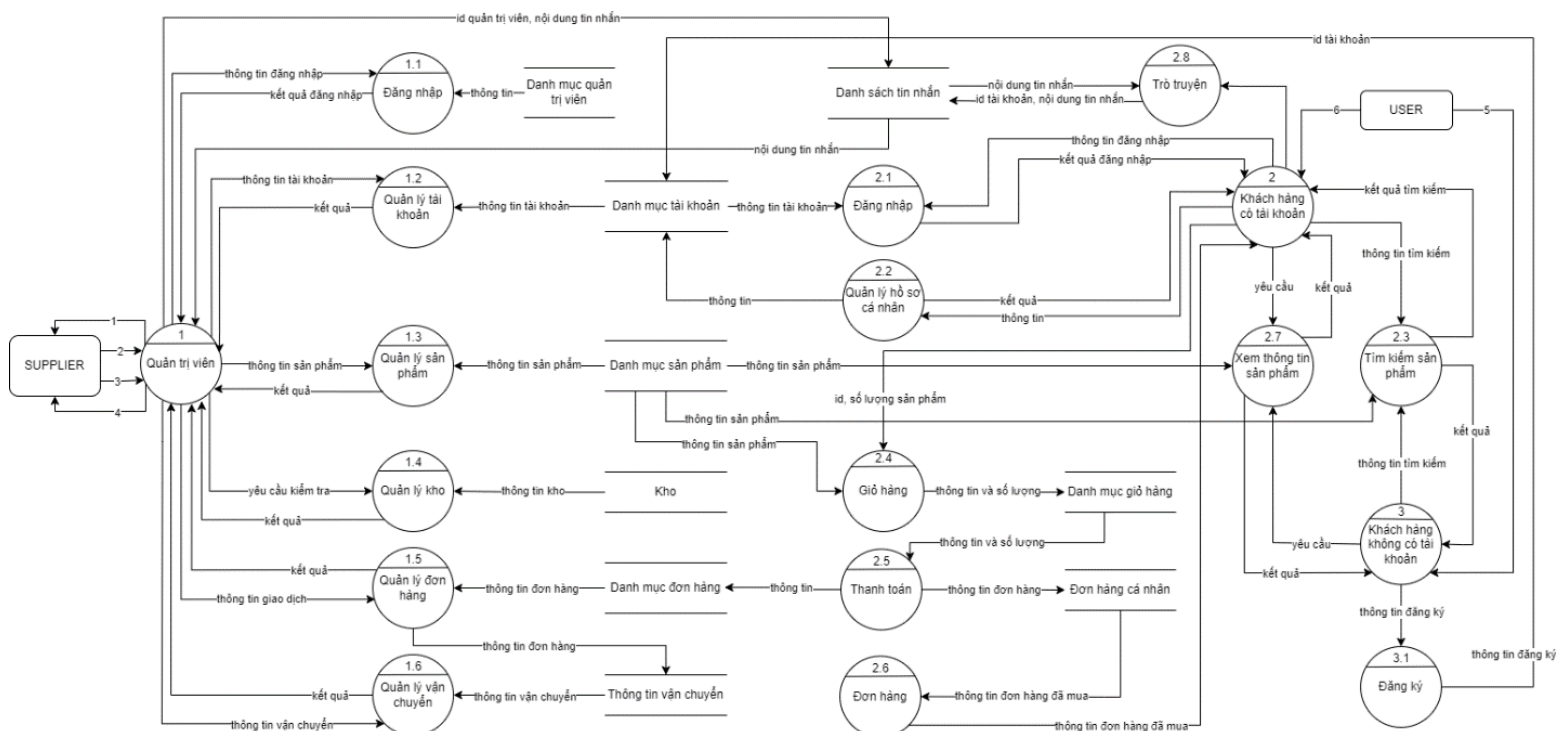 id quản trị viên, nội dung tin nhắn
id tài khoản
1.1
Đăng nhập
thông tin đăng nhập
kết quả đăng nhập
thông tin
Danh mục quản
trị viên
Danh sách tin nhắn
nội dung tin nhắn
id tài khoản, nội dung tin nhắn
2.8
Trò truyện
6
USER
5
nội dung tin nhắn
thông tin đăng nhập
kết quả đăng nhập
1.2
Quản lý tài
khoản
thông tin tài khoản
kết quả
thông tin tài khoản
Danh mục tài khoản
thông tin tài khoản
2.1
Đăng nhập
2
Khách hàng
có tài khoản
kết quả tìm kiếm
thông tin tìm kiếm
2.2
Quản lý hồ sơ
cá nhân
thông tin
kết quả
thông tin
yêu cầu
kết quả
SUPPLIER
1
2
3
4
1
Quản trị viên
thông tin sản phẩm
kết quả
1.3
Quản lý sản
phẩm
thông tin sản phẩm
Danh mục sản phẩm
thông tin sản phẩm
2.7
Xem thông tin
sản phẩm
2.3
Tìm kiếm sản
phẩm
id, số lượng sản phẩm
thông tin sản phẩm
thông tin sản phẩm
kết quả
thông tin tìm kiếm
1.4
Quản lý kho
yêu cầu kiểm tra
kết quả
thông tin kho
Kho
2.4
Giỏ hàng
thông tin và số lượng
Danh mục giỏ hàng
thông tin và số lượng
3
Khách hàng
không có tài
khoản
yêu cầu
kết quả
1.5
Quản lý đơn
hàng
kết quả
thông tin giao dịch
thông tin đơn hàng
Danh mục đơn hàng
thông tin
2.5
Thanh toán
thông tin đơn hàng
Đơn hàng cá nhân
thông tin đăng ký
thông tin đơn hàng
1.6
Quản lý vận
chuyển
kết quả
thông tin vận chuyển
thông tin vận chuyển
Thông tin vận chuyển
2.6
Đơn hàng
thông tin đơn hàng đã mua
thông tin đơn hàng đã mua
3.1
Đăng ký
thông tin đăng ký